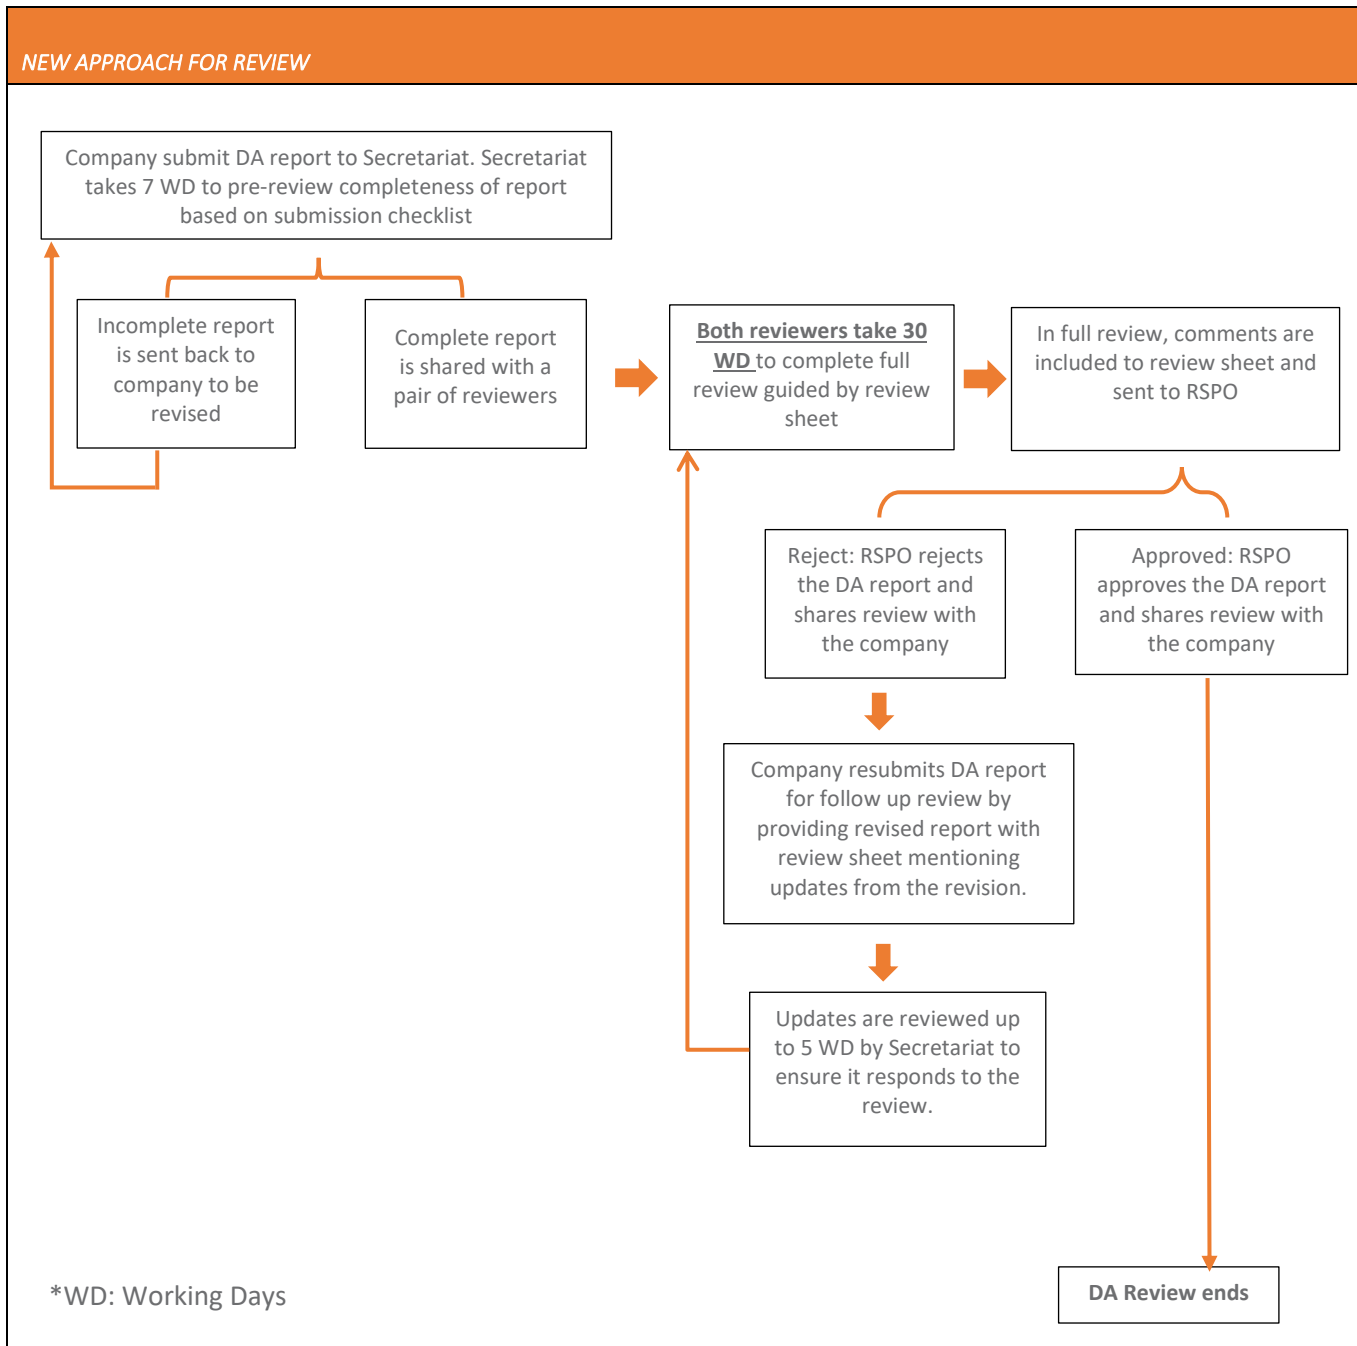 NEW APPROACH FOR REVIEW
Company submit DA report to Secretariat. Secretariat
takes 7 WD to pre-review completeness of report
based on submission checklist
Incomplete report
is sent back to
company to be
revised
Complete report
is shared with a
pair of reviewers
Both reviewers take 30
WD to complete full
review guided by review
sheet
In full review, comments are
included to review sheet and
sent to RSPO
Reject: RSPO rejects
the DA report and
shares review with
the company
Approved: RSPO
approves the DA report
and shares review with
the company
Company resubmits DA report
for follow up review by
providing revised report with
review sheet mentioning
updates from the revision.
Updates are reviewed up
to 5 WD by Secretariat to
ensure it responds to the
review.
*WD: Working Days
DA Review ends